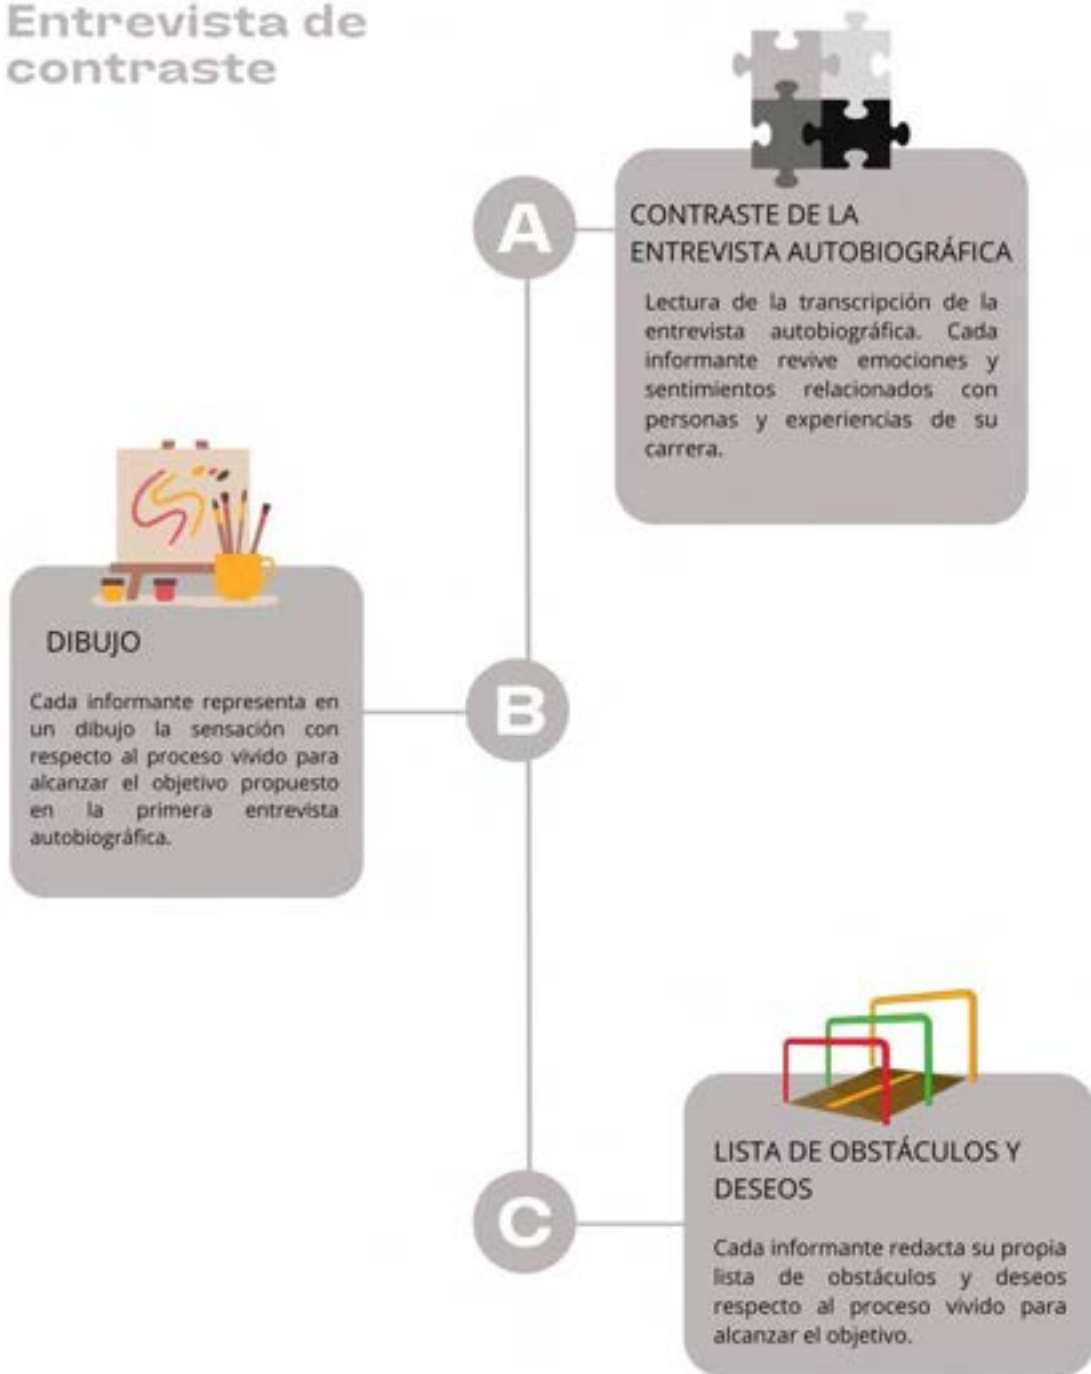 Entrevista de
contraste
A
CONTRASTE DE LA
ENTREVISTA AUTOBIOGRÁFICA
Lectura de la transcripción de la
entrevista autobiográfica. Cada
informante revive emociones y
sentimientos relacionados con
personas y experiencias de su
carrera.
B
DIBUJO
Cada informante representa en
un dibujo la sensación con
respecto al proceso vivido para
alcanzar el objetivo propuesto
en la primera entrevista
autobiográfica.
C
LISTA DE OBSTÁCULOS Y
DESEOS
Cada informante redacta su propia
lista de obstáculos y deseos
respecto al proceso vivido para
alcanzar el objetivo.